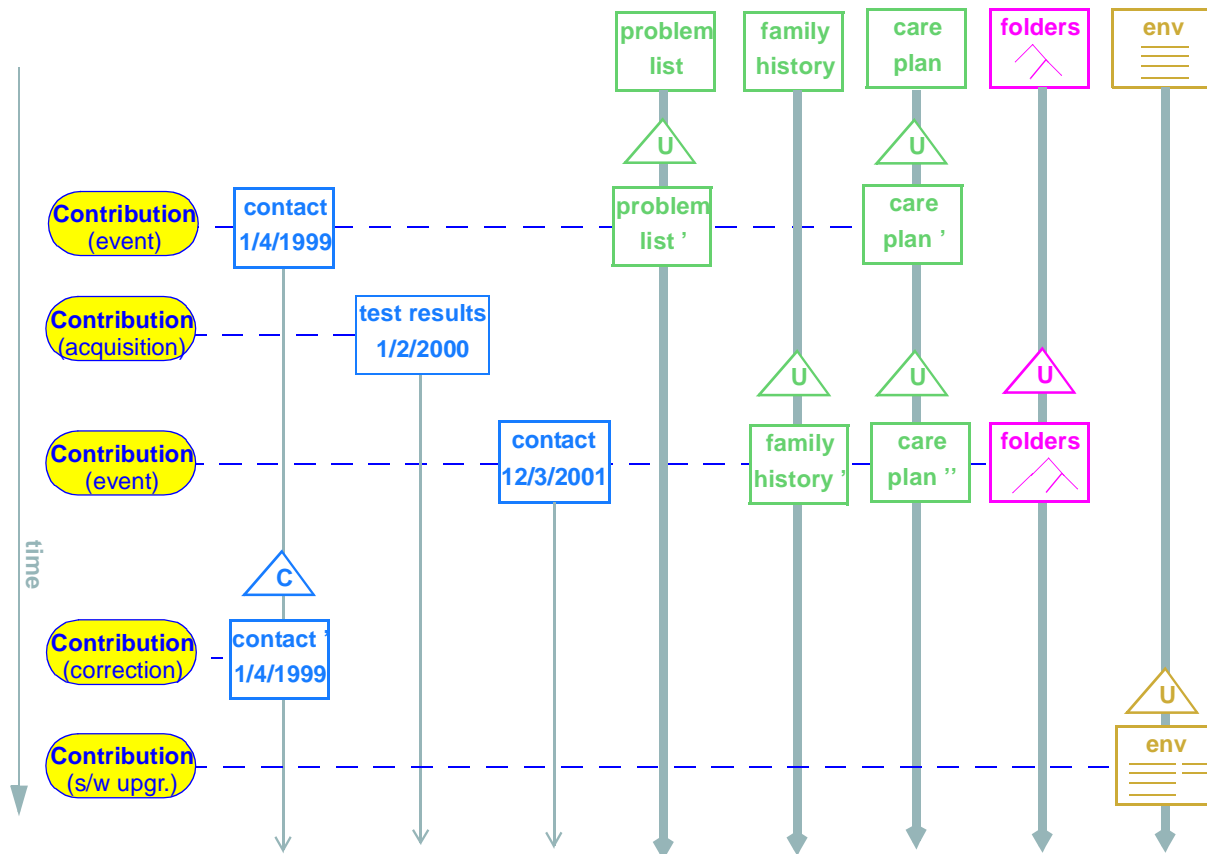 problem
list
family
history
care
plan
folders
env
U
U
Contribution
(event)
contact
1/4/1999
problem
list ’
care
plan ’
Contribution
(acquisition)
test results
1/2/2000
U
U
U
Contribution
(event)
contact
12/3/2001
family
history ’
care
plan ’’
folders
time
C
Contribution
(correction)
contact ’
1/4/1999
U
Contribution
(s/w upgr.)
env